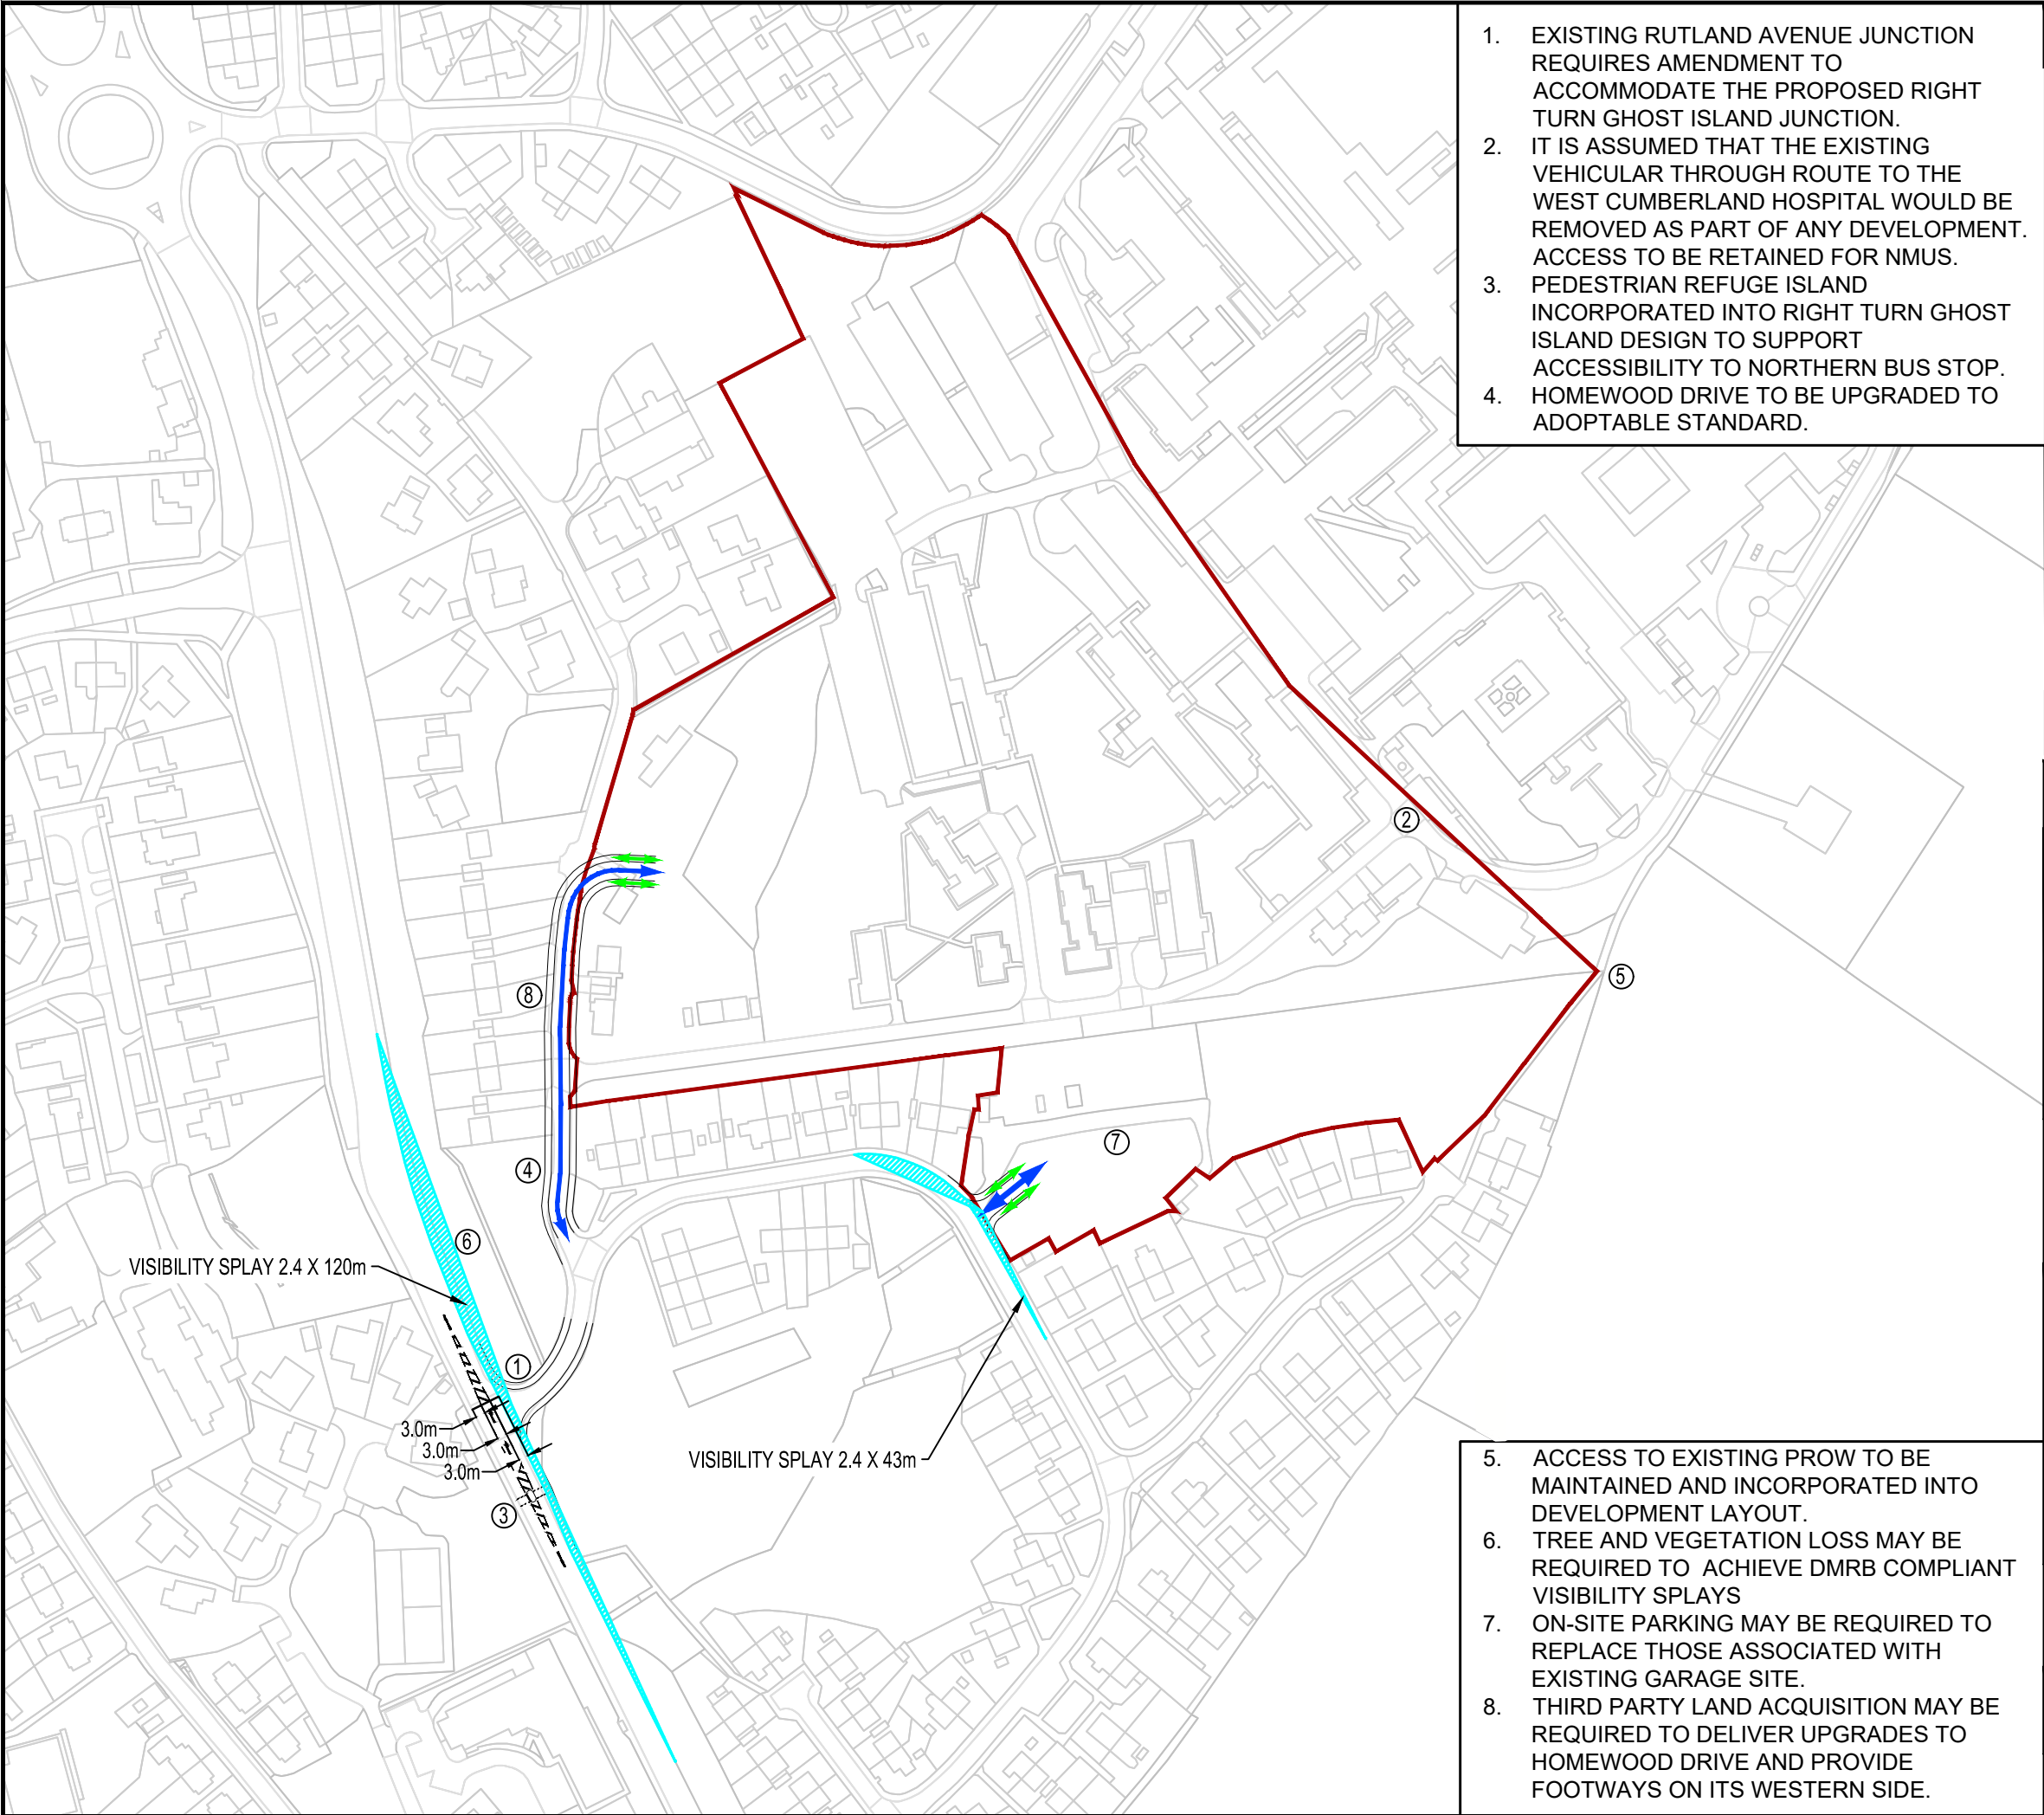 1. EXISTING RUTLAND AVENUE JUNCTION
REQUIRES AMENDMENT TO
ACCOMMODATE THE PROPOSED RIGHT
TURN GHOST ISLAND JUNCTION.
2. IT IS ASSUMED THAT THE EXISTING
VEHICULAR THROUGH ROUTE TO THE
WEST CUMBERLAND HOSPITAL WOULD BE
REMOVED AS PART OF ANY DEVELOPMENT.
ACCESS TO BE RETAINED FOR NMUS.
3. PEDESTRIAN REFUGE ISLAND
INCORPORATED INTO RIGHT TURN GHOST
ISLAND DESIGN TO SUPPORT
ACCESSIBILITY TO NORTHERN BUS STOP.
4. HOMEWOOD DRIVE TO BE UPGRADED TO
ADOPTABLE STANDARD.
2
5
8
7
4
6
VISIBILITY SPLAY 2.4 X 120m
1
3.0m
3.0m
3.0m
VISIBILITY SPLAY 2.4 X 43m
3
5. ACCESS TO EXISTING PROW TO BE
MAINTAINED AND INCORPORATED INTO
DEVELOPMENT LAYOUT.
6. TREE AND VEGETATION LOSS MAY BE
REQUIRED TO ACHIEVE DMRB COMPLIANT
VISIBILITY SPLAYS
7. ON-SITE PARKING MAY BE REQUIRED TO
REPLACE THOSE ASSOCIATED WITH
EXISTING GARAGE SITE.
8. THIRD PARTY LAND ACQUISITION MAY BE
REQUIRED TO DELIVER UPGRADES TO
HOMEWOOD DRIVE AND PROVIDE
FOOTWAYS ON ITS WESTERN SIDE.